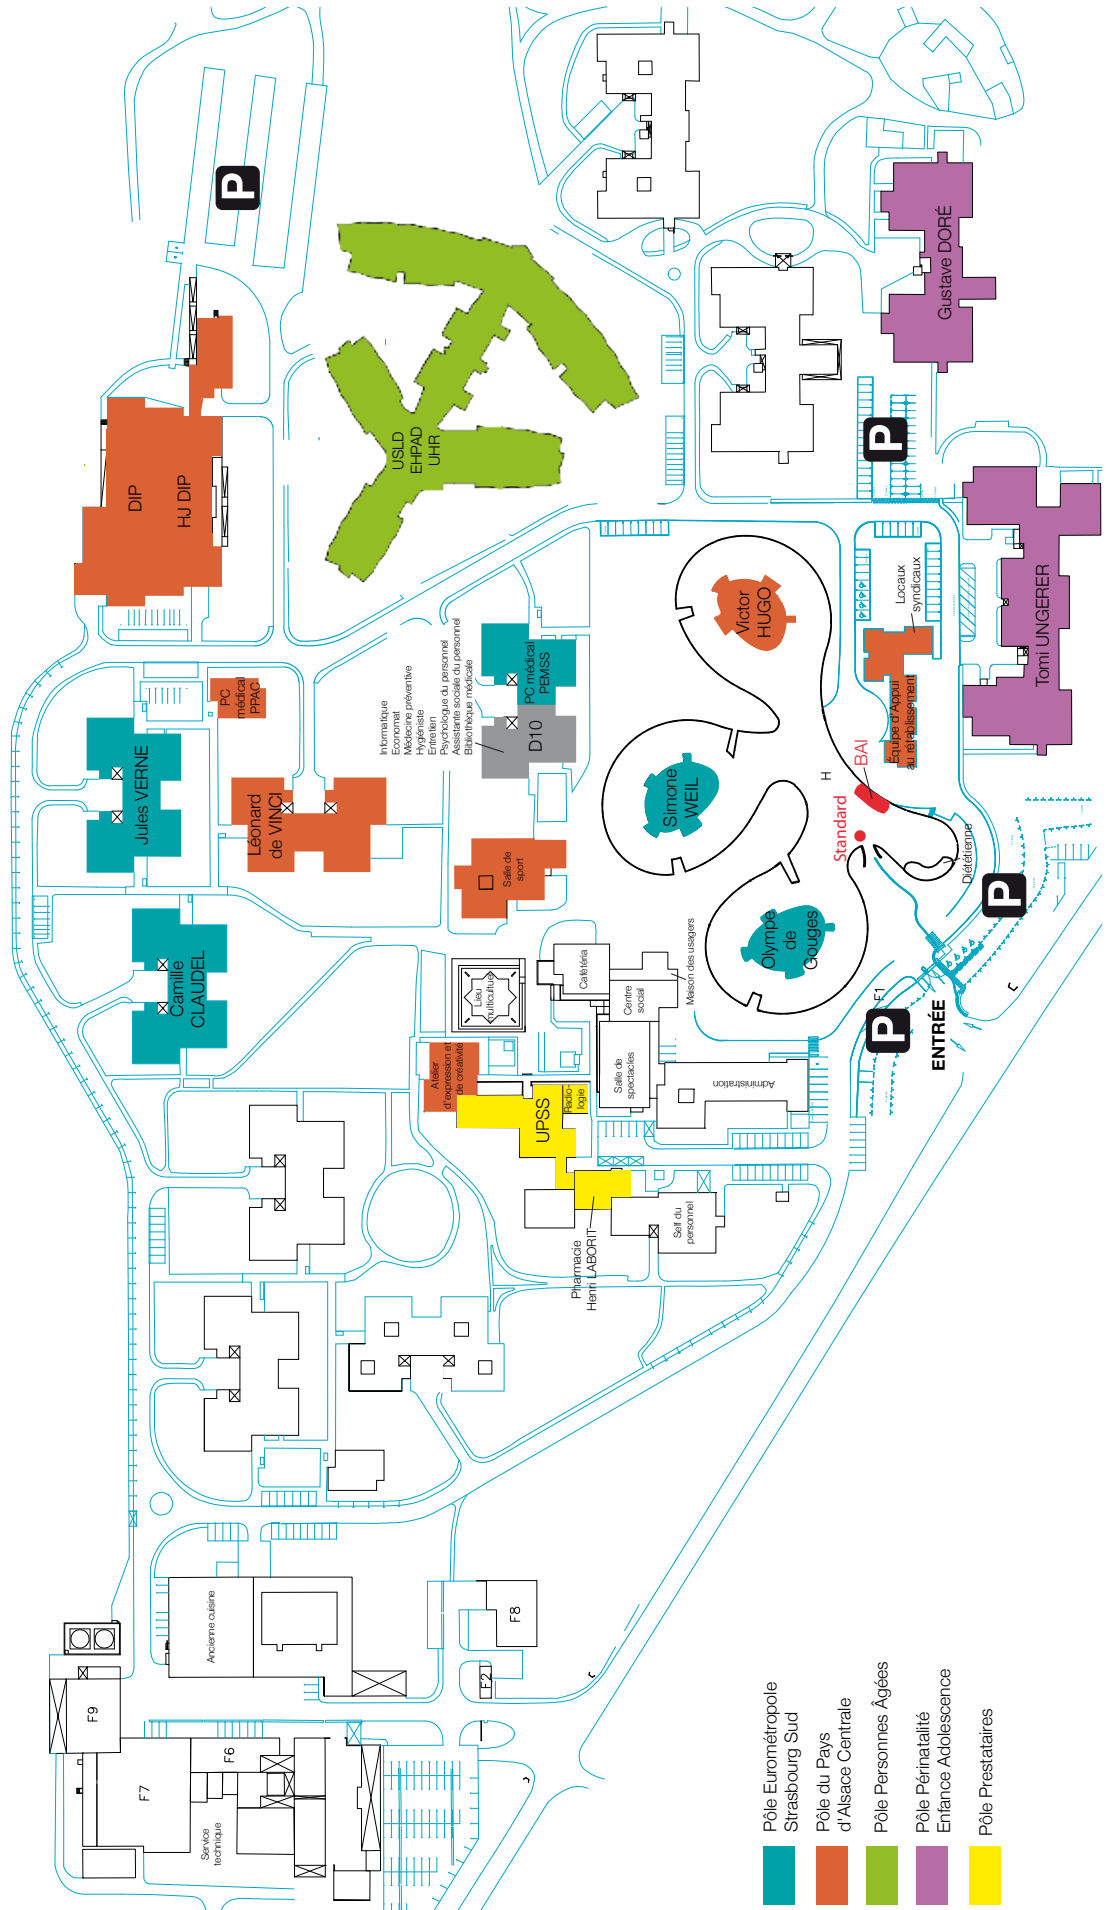 P
DIP
HJ DIP
USLD
EHPAD
UHR
Gustave DORÉ
P
Tomi UNGERER
Locaux
syndicaux
Équipe d'Appui
au rétablissement
Victor
HUGO
PC médical
PEMSS
D10
Informatique
Economat
Médecine préventive
Hygiéniste
Entretien
Psychologue du personnel
Assistante sociale du personnel
Bibliothèque médicale
PC
médical
PPAC
Jules VERNE
Léonard
de VINCI
Salle de
sport
Simone
WEIL
H
BAI
Standard
Diététienne
P
Olympe
de
Gouges
Camille
CLAUDEL
Lieu
multiculturel
Cafétéria
Centre
social
Maison des usagers
Salle de
spectacles
Administration
F1
P
ENTRÉE
Atelier
d'expression et
de créativité
UPSS
Radio-
logie
Pharmacie
Henri LABORIT
Self du
personnel
Ancienne cuisine
F8
F2
F9
F6
F7
Service
technique
Pôle Eurométropole
Strasbourg Sud
Pôle du Pays
d'Alsace Centrale
Pôle Personnes Âgées
Pôle Périnatalité
Enfance Adolescence
Pôle Prestataires